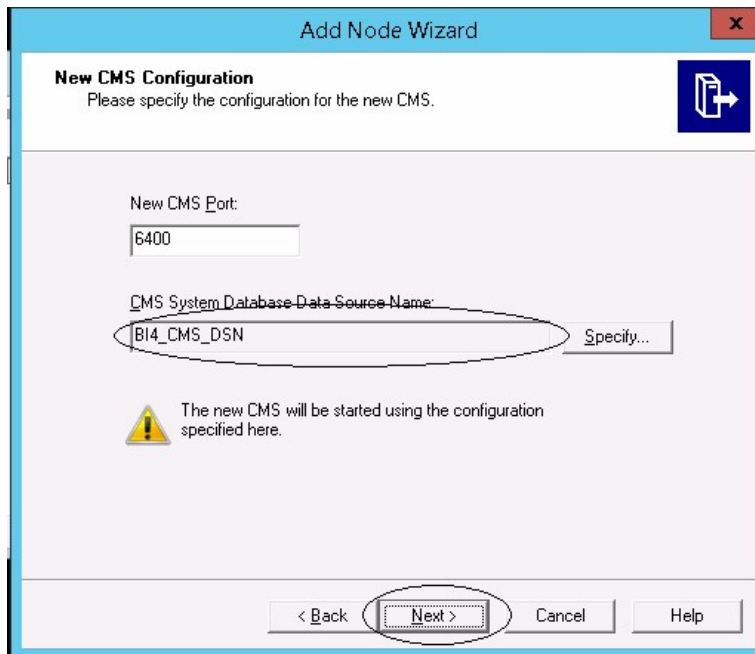 Add Node Wizard
x
New CMS Configuration
Please specify the configuration for the new CMS.
New CMS Port:
6400
CMS System Database Data Source Name:
BI4_CMS_DSN
Specify...
The new CMS will be started using the configuration
specified here.
< Back
Next >
Cancel
Help